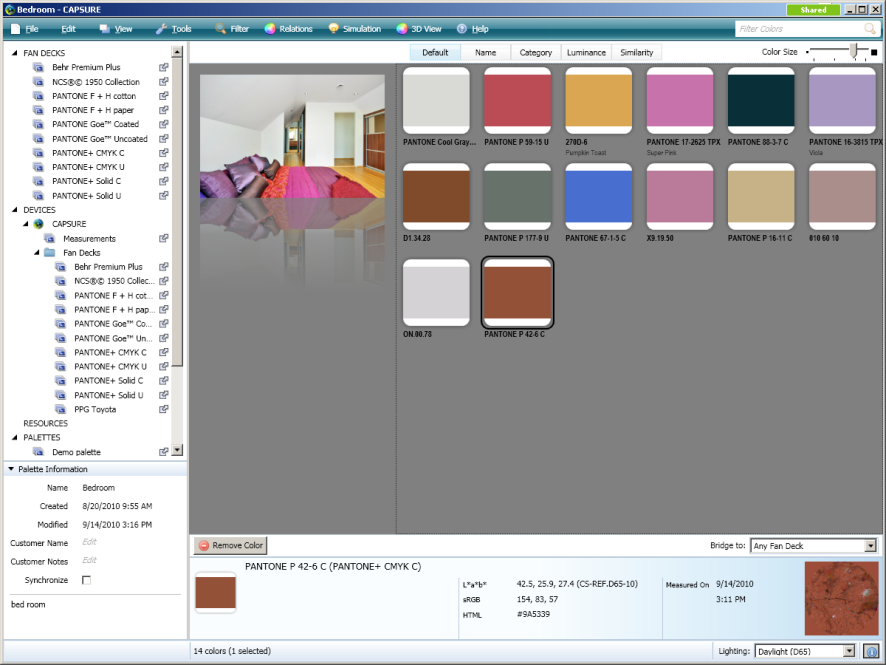 Bedroom - CAPSURE
Shared
File Edit View Tools Filter Relations Simulation 3D View Help
Filter Colors
Default Name Category Luminance Similarity
Color Size
FAN DECKS
Behr Premium Plus
NCS®© 1950 Collection
PANTONE F + H cotton
PANTONE F + H paper
PANTONE Goe™ Coated
PANTONE Goe™ Uncoated
PANTONE+ CMYK C
PANTONE+ CMYK U
PANTONE+ Solid C
PANTONE+ Solid U
DEVICES
CAPSURE
Measurements
Fan Decks
Behr Premium Plus
NCS®© 1950 Collec...
PANTONE F + H cot...
PANTONE F + H pap...
PANTONE Goe™ Co...
PANTONE Goe™ Un...
PANTONE+ CMYK C
PANTONE+ CMYK U
PANTONE+ Solid C
PANTONE+ Solid U
PPG Toyota
RESOURCES
PALETTES
Demo palette
Palette Information
Name Bedroom
Created 8/20/2010 9:55 AM
Modified 9/14/2010 3:16 PM
Customer Name Edit
Customer Notes Edit
Synchronize
bed room
PANTONE Cool Gray... PANTONE P 59-15 U 270D-6 PANTONE 17-2625 TPX PANTONE 88-3-7 C PANTONE 16-3815 TPX
Pumpkin Toast Super Pink Viola
D1.34.28 PANTONE P 177-9 U PANTONE 67-1-5 C X9.19.50 PANTONE P 16-11 C 010 60 10
ON.00.78 PANTONE P 42-6 C
Remove Color
Bridge to: Any Fan Deck
PANTONE P 42-6 C (PANTONE+ CMYK C)
L*a*b* 42.5, 25.9, 27.4 (CS-REF.D65-10)
sRGB 154, 83, 57
HTML #9A5339
Measured On 9/14/2010
3:11 PM
14 colors (1 selected)
Lighting: Daylight (D65)